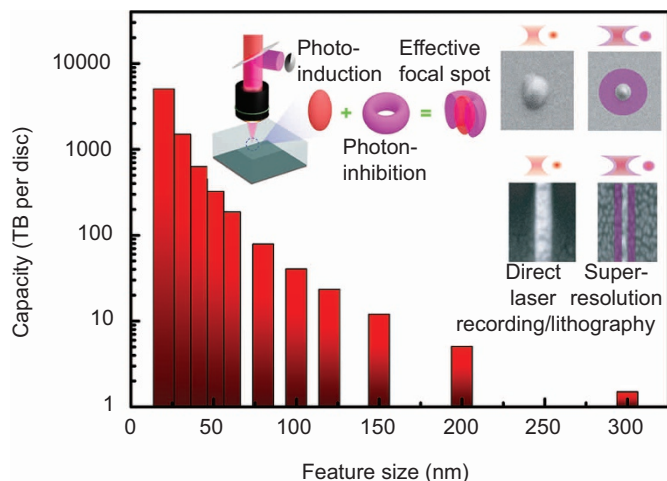 Photo-
induction
Effective
focal spot
+
=
Photon-
inhibition
Direct
laser
recording/lithography
Super-
resolution
Capacity (TB per disc)
10000
1000
100
10
1
0
50
100
150
200
250
300
Feature size (nm)